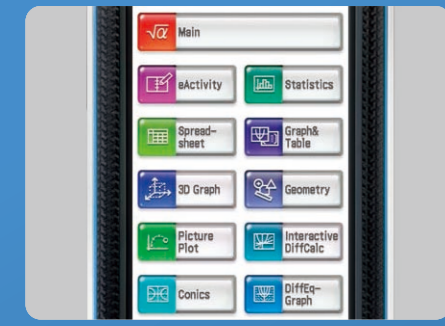 √α Main
eActivity
Statistics
Spread-
sheet
Graph&
Table
3D Graph
Geometry
Picture
Plot
Interactive
DiffCalc
Conics
DiffEq-
Graph